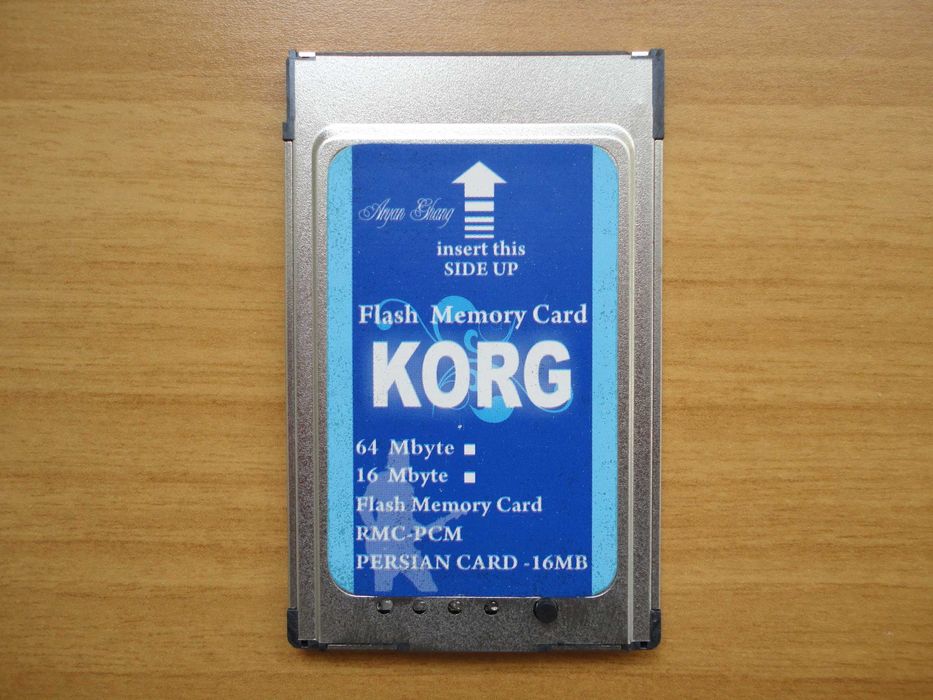 Aryan Ghang
insert this
SIDE UP
Flash Memory Card
KORG
64 Mbyte
16 Mbyte
Flash Memory Card
RMC-PCM
PERSIAN CARD -16MB